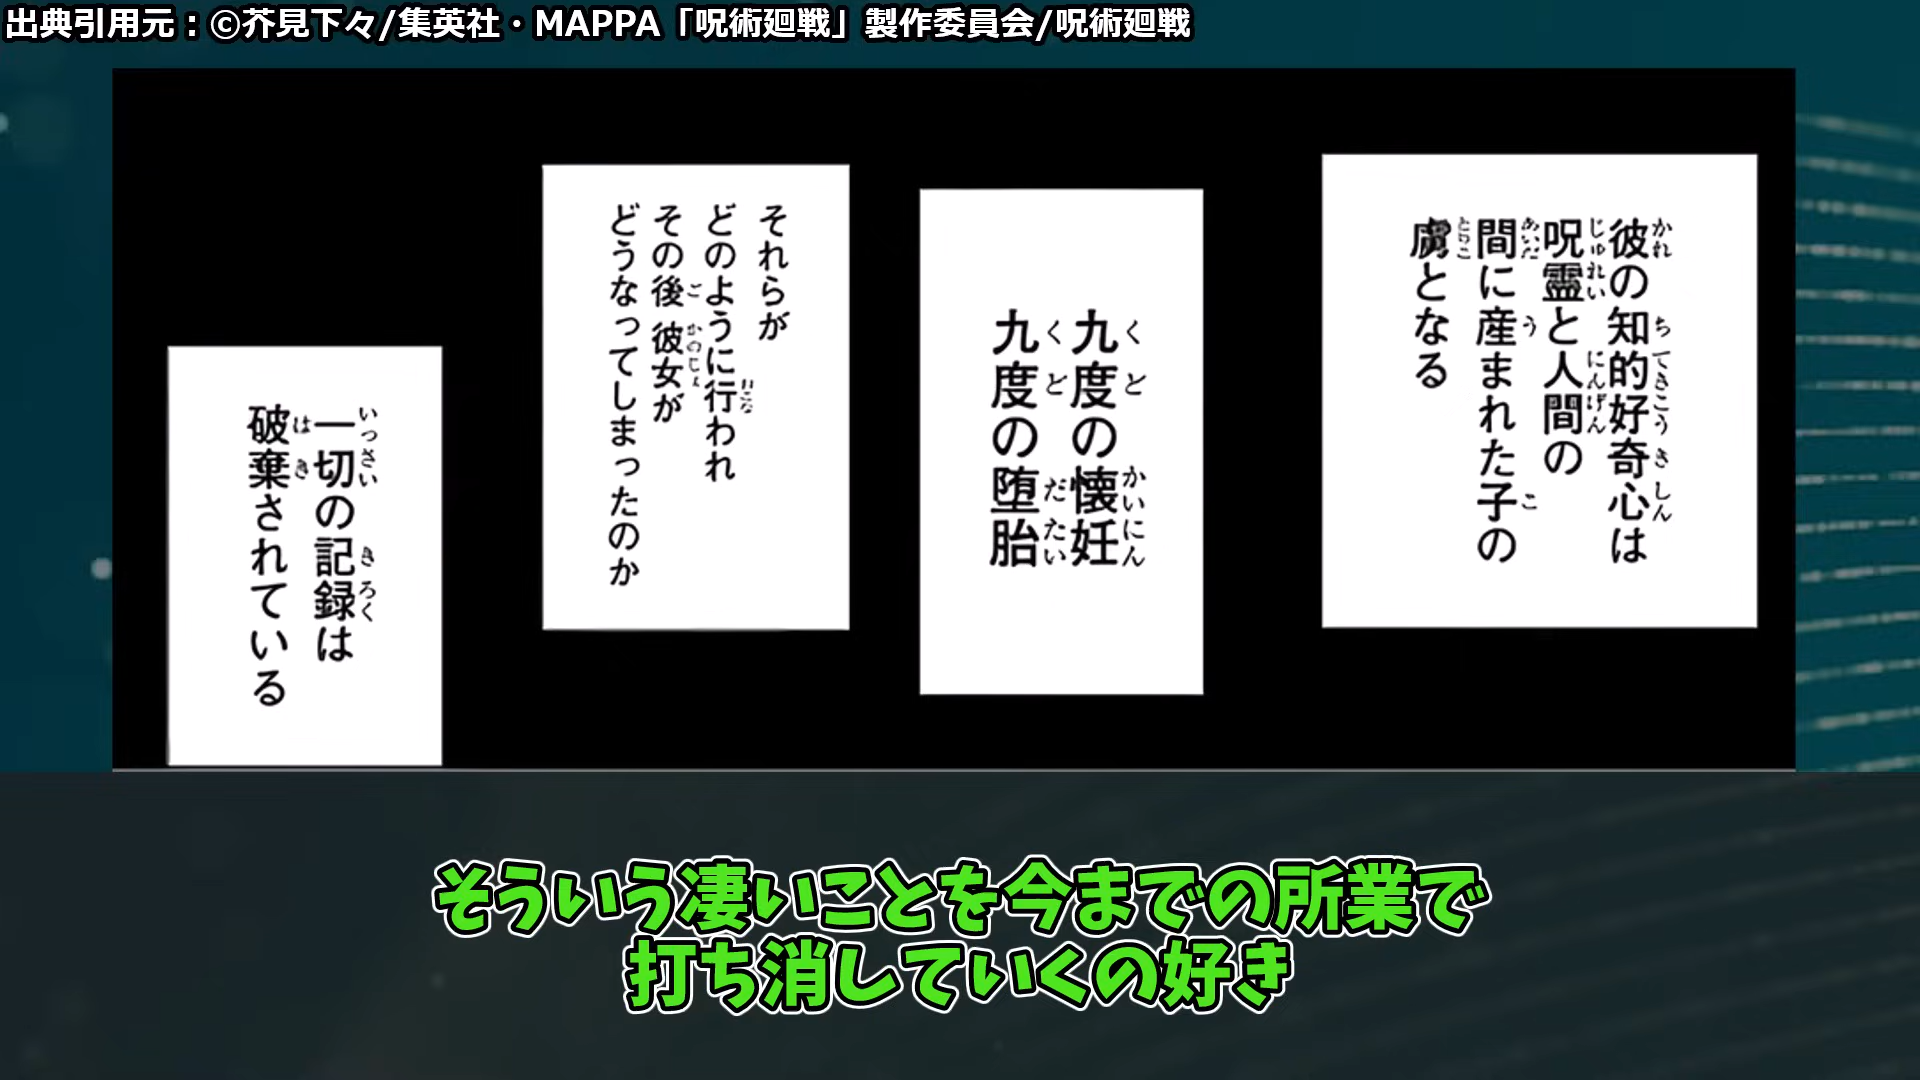 出典引用元：©芥見下々/集英社・MAPPA「呪術廻戦」製作委員会/呪術廻戦
彼の知的好奇心は
呪霊と人間の
間に産まれた子の
虜となる
九度の懐妊
九度の堕胎
それらが
どのように行われ
その後 彼女が
どうなってしまったのか
一切の記録は
破棄されている
そういう凄いことを今までの所業で
打ち消していくの好き